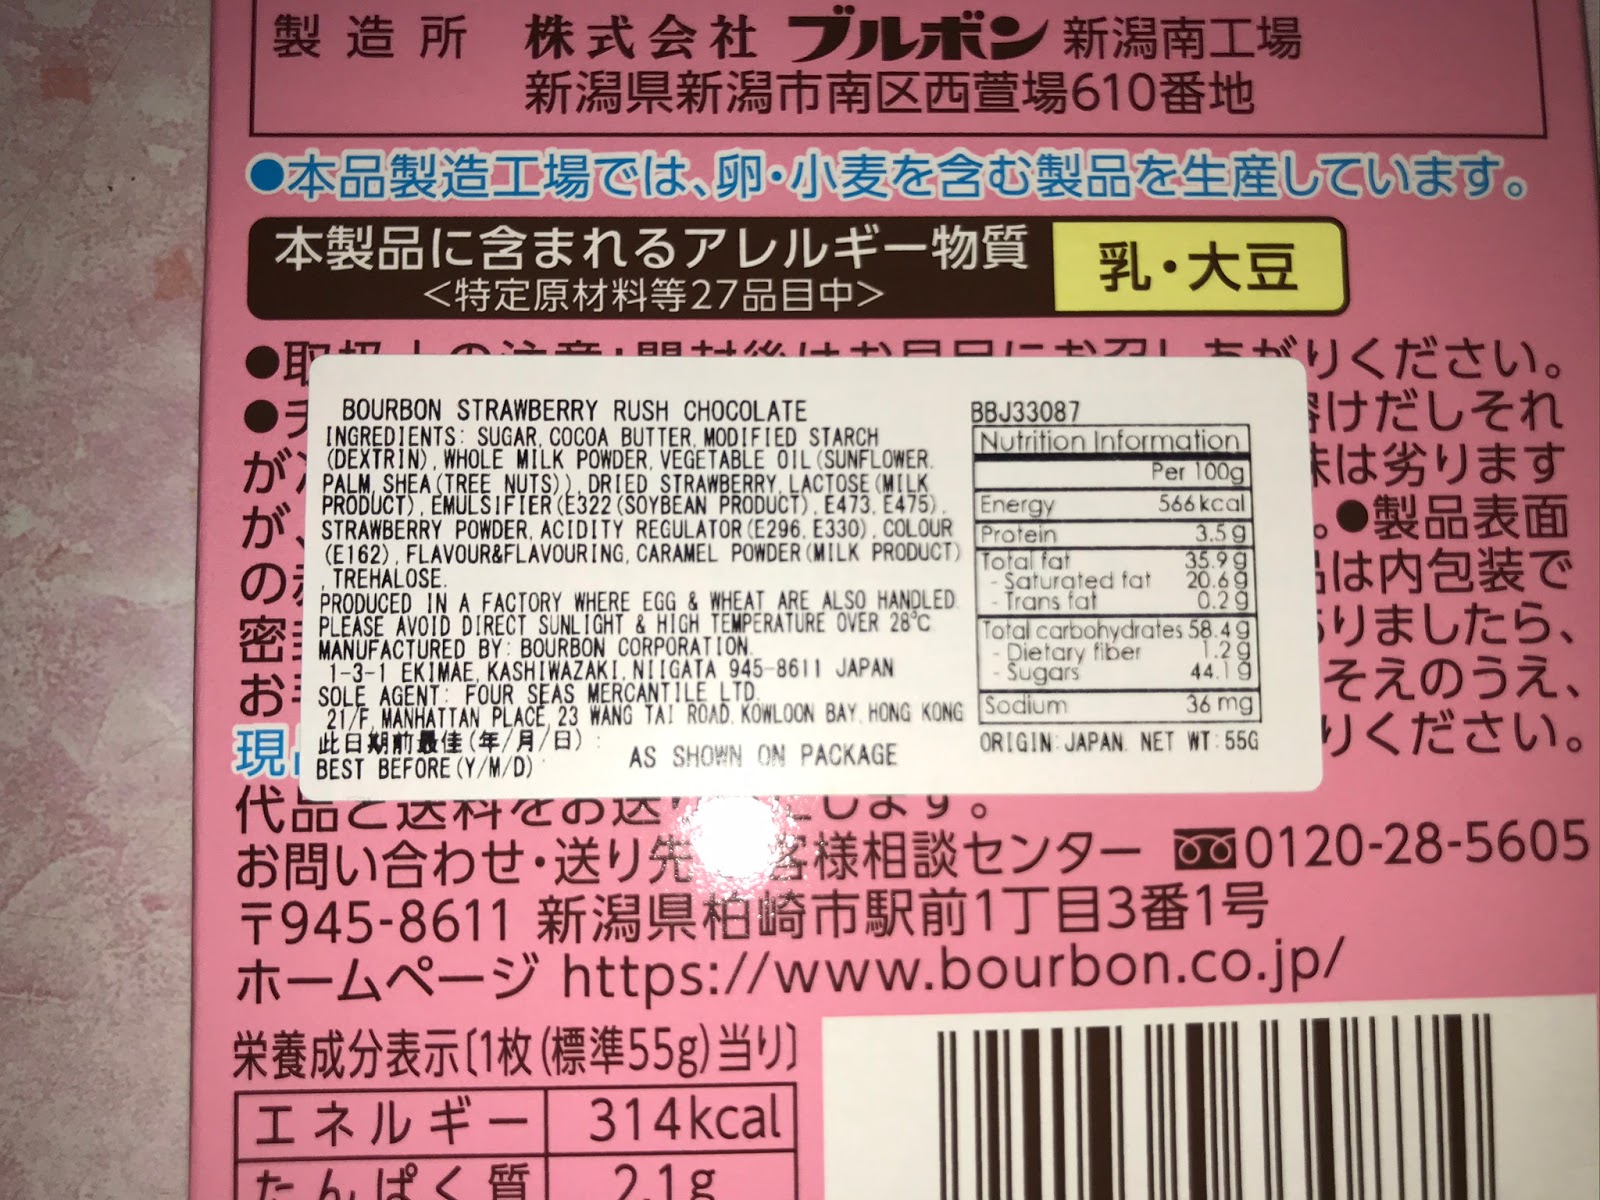 製造所 株式会社 ブルボン 新潟南工場
新潟県新潟市南区西萱場610番地
●本品製造工場では、卵・小麦を含む製品を生産しています。
本製品に含まれるアレルギー物質
<特定原材料等27品目中>
乳・大豆
りください。
けだしそれ
は劣ります
●製品表面
は内包装で
りましたら、
そえのうえ、
りください。
BOURBON STRAWBERRY RUSH CHOCOLATE
INGREDIENTS: SUGAR, COCOA BUTTER, MODIFIED STARCH
(DEXTRIN), WHOLE MILK POWDER, VEGETABLE OIL (SUNFLOWER,
PALM, SHEA (TREE NUTS)), DRIED STRAWBERRY, LACTOSE (MILK
PRODUCT), EMULSIFIER (E322 (SOYBEAN PRODUCT), E473, E475),
STRAWBERRY POWDER, ACIDITY REGULATOR (E296, E330), COLOUR
(E162), FLAVOUR&FLAVOURING, CARAMEL POWDER (MILK PRODUCT)
, TREHALOSE.
PRODUCED IN A FACTORY WHERE EGG & WHEAT ARE ALSO HANDLED.
PLEASE AVOID DIRECT SUNLIGHT & HIGH TEMPERATURE OVER 28℃
MANUFACTURED BY: BOURBON CORPORATION.
1-3-1 EKIMAE, KASHIWAZAKI, NIIGATA 945-8611 JAPAN
SOLE AGENT: FOUR SEAS MERCANTILE LTD.
21/F, MANHATTAN PLACE, 23 WANG TAI ROAD, KOWLOON BAY, HONG KONG
此日期前最佳(年/月/日):
BEST BEFORE (Y/M/D)
AS SHOWN ON PACKAGE
BBJ33087
Nutrition Information
Per 100g
Energy 566 kcal
Protein 3.5 g
Total fat 35.9 g
- Saturated fat 20.6 g
- Trans fat 0.2 g
Total carbohydrates 58.4 g
- Dietary fiber 1.2 g
- Sugars 44.1 g
Sodium 36 mg
ORIGIN: JAPAN. NET WT: 55G
代品と送料をお送 します。
お問い合わせ・送り先 客様相談センター 0120-28-5605
〒945-8611 新潟県柏崎市駅前1丁目3番1号
ホームページ https://www.bourbon.co.jp/
栄養成分表示〔1枚(標準55g)当り〕
エネルギー 314kcal
たんぱく質 2.1g